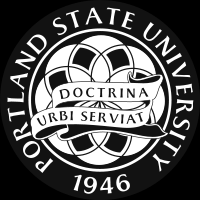 PORTLAND STATE UNIVERSITY
DOCTRINA
URBI SERVIAT
1946